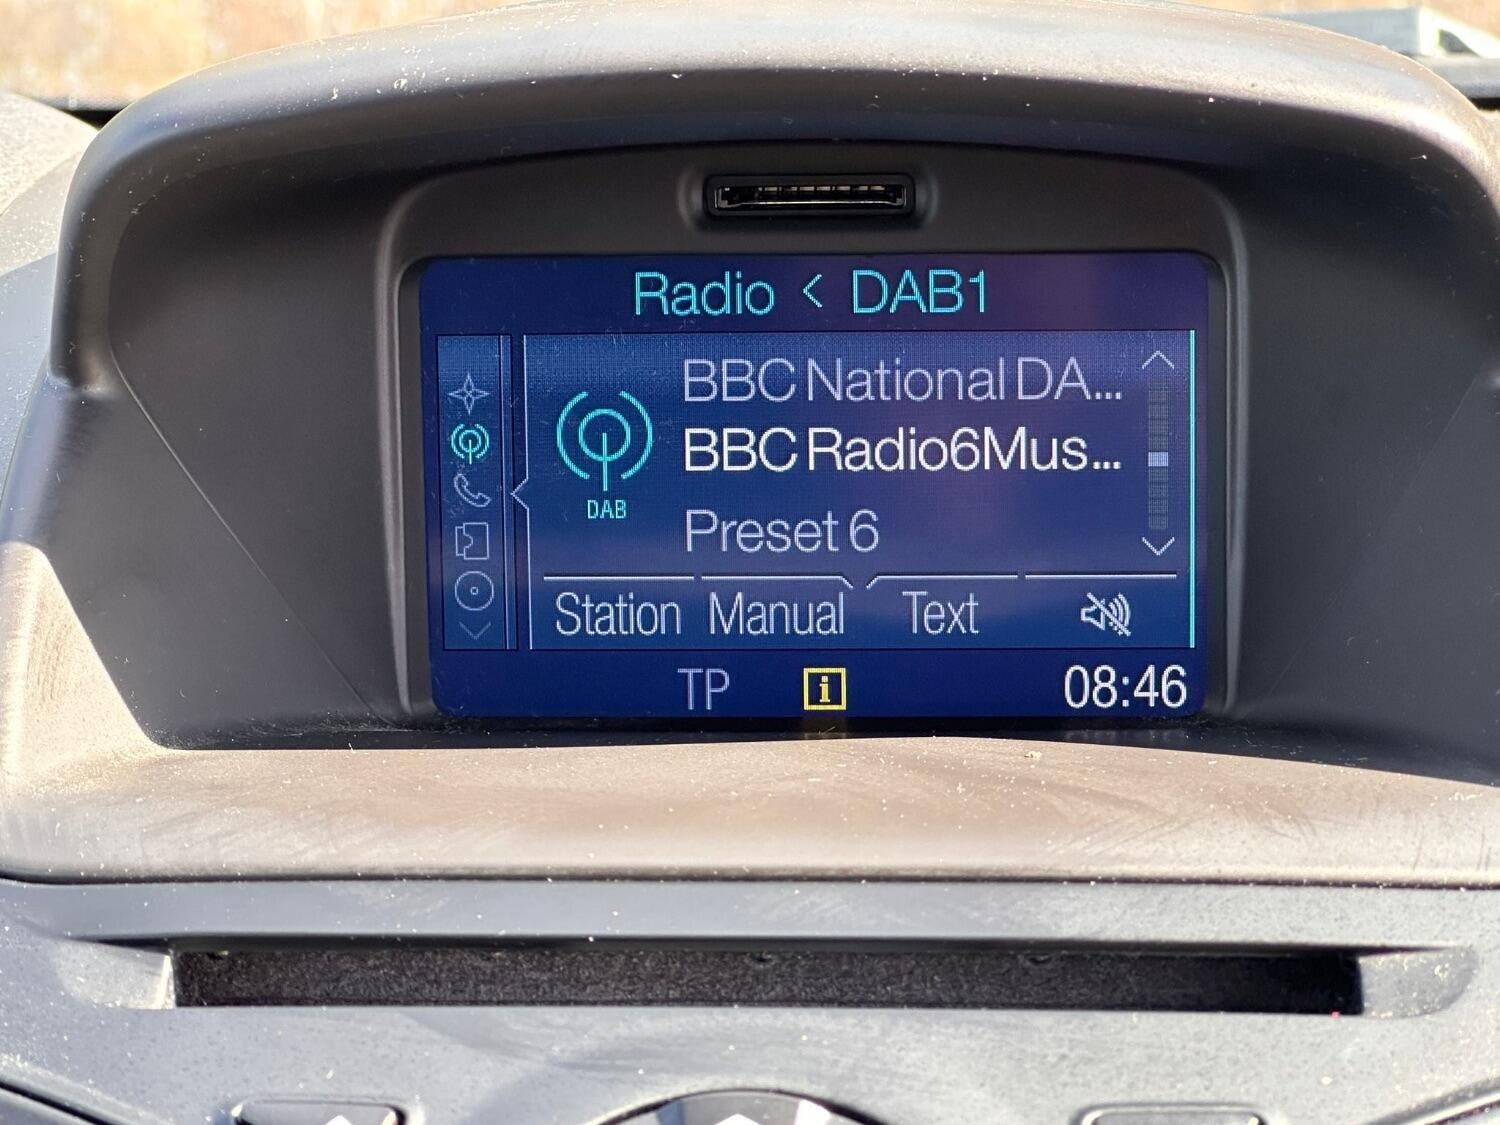 Radio < DAB1
BBC National DA...
BBC Radio6Mus...
DAB
Preset 6
Station Manual Text
TP i 08:46